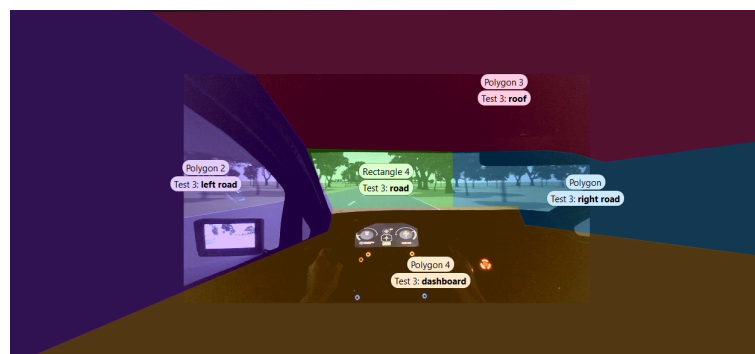 Polygon 3
Test 3: roof
Polygon 2
Test 3: left road
Rectangle 4
Test 3: road
Polygon
Test 3: right road
Polygon 4
Test 3: dashboard